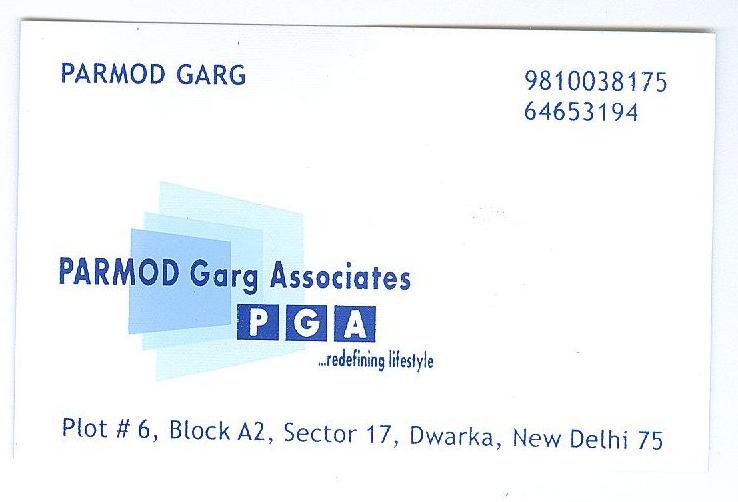 PARMOD GARG
9810038175
64653194
PARMOD Garg Associates
P G A
...redefining lifestyle
Plot # 6, Block A2, Sector 17, Dwarka, New Delhi 75